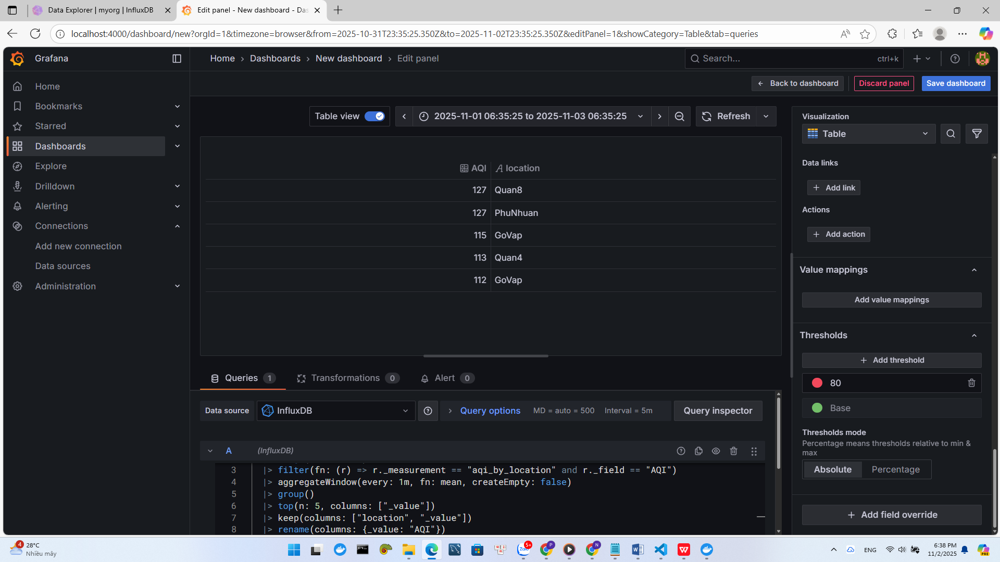 Data Explorer | myorg | InfluxDB
Edit panel - New dashboard - Das
localhost:4000/dashboard/new?orgId=1&timezone=browser&from=2025-10-31T23:35:25.350Z&to=2025-11-02T23:35:25.350Z&editPanel=1&showCategory=Table&tab=queries
Grafana
Home › Dashboards › New dashboard › Edit panel
Search...
ctrl+k
Back to dashboard
Discard panel
Save dashboard
Home
Bookmarks
Starred
Dashboards
Explore
Drilldown
Alerting
Connections
Add new connection
Data sources
Administration
Table view
2025-11-01 06:35:25 to 2025-11-03 06:35:25
Refresh
AQI location
127 Quan8
127 PhuNhuan
115 GoVap
113 Quan4
112 GoVap
Queries 1
Transformations 0
Alert 0
Data source
InfluxDB
Query options MD = auto = 500 Interval = 5m
Query inspector
A (InfluxDB)
3 |> filter(fn: (r) => r._measurement == "aqi_by_location" and r._field == "AQI")
4 |> aggregateWindow(every: 1m, fn: mean, createEmpty: false)
5 |> group()
6 |> top(n: 5, columns: ["_value"])
7 |> keep(columns: ["location", "_value"])
8 |> rename(columns: {_value: "AQI"})
Visualization
Table
Data links
+ Add link
Actions
+ Add action
Value mappings
Add value mappings
Thresholds
+ Add threshold
80
Base
Thresholds mode
Percentage means thresholds relative to min &
max
Absolute Percentage
+ Add field override
4
28°C
Nhiều mây
5+
Zalo
P
N
ENG
6:38 PM
11/2/2025
PRE